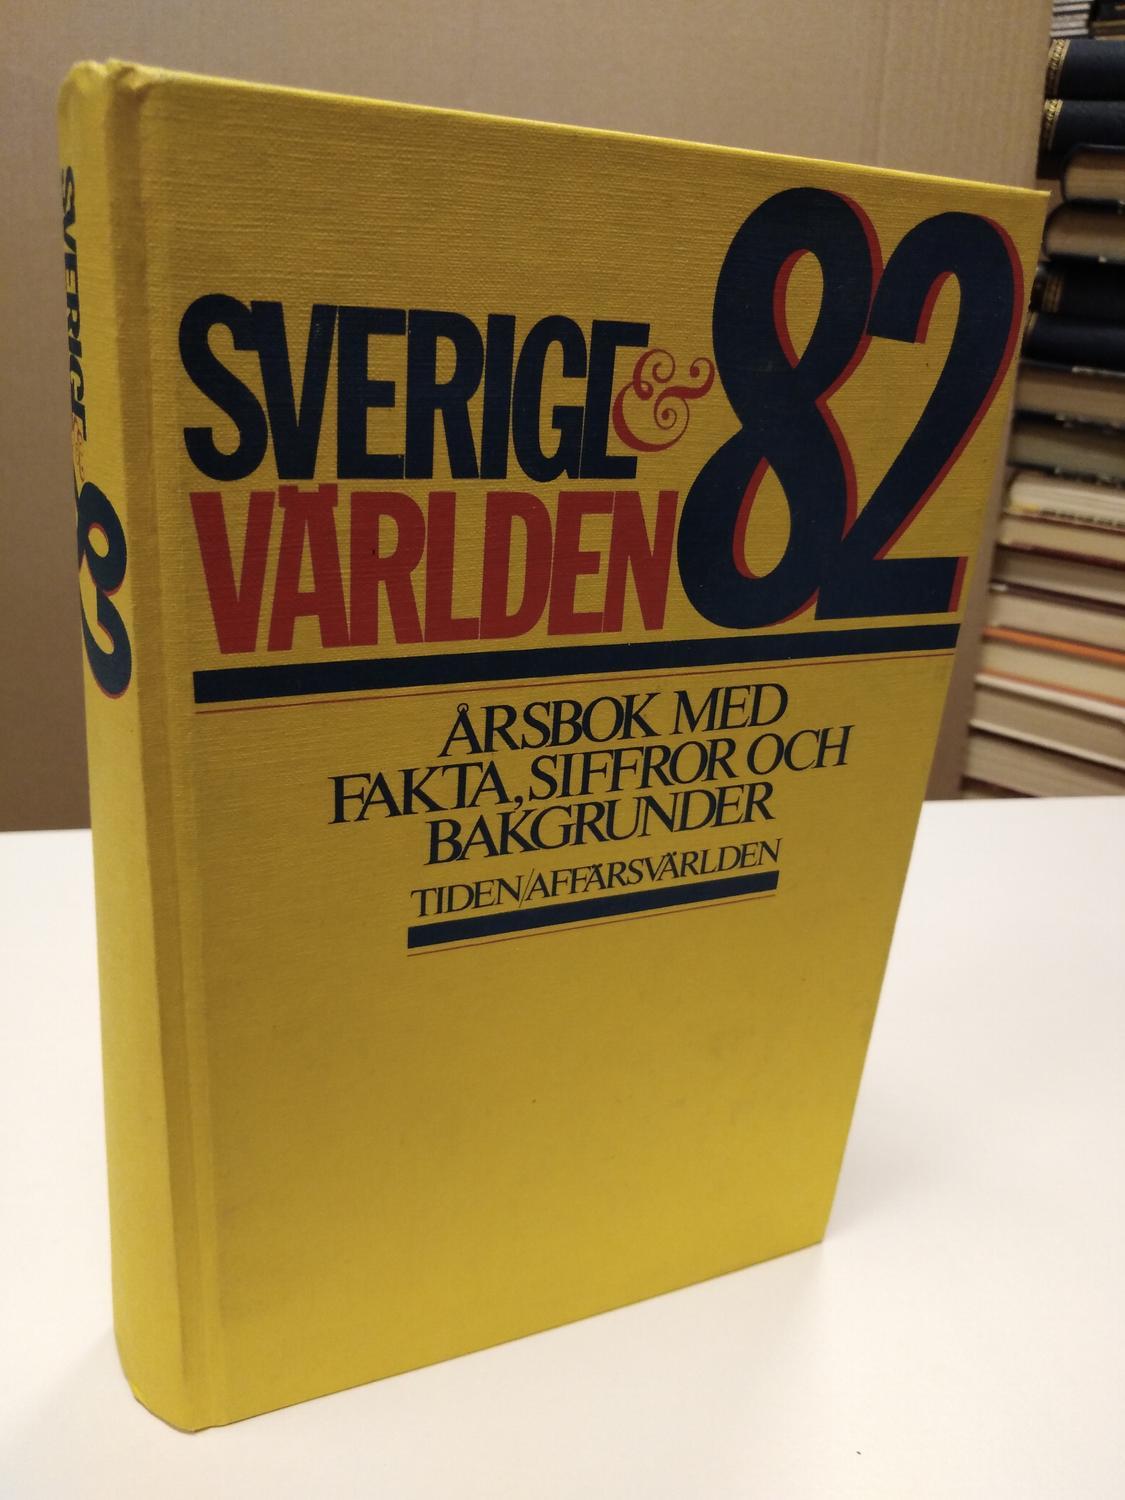 SVERIGE & 82
VÄRLDEN
ÅRSBOK MED
FAKTA, SIFFROR OCH
BAKGRUNDER
TIDEN/AFFÄRSVÄRLDEN
SVERIGE &
82